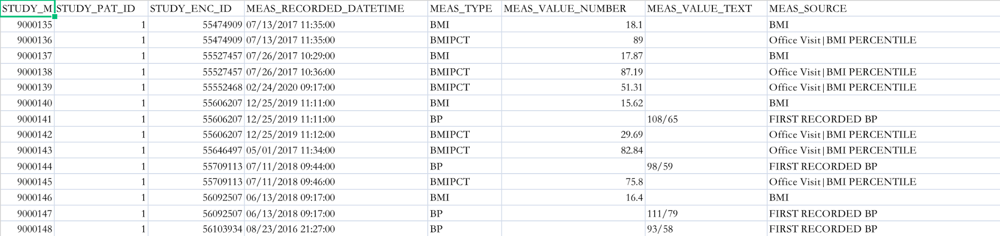 STUDY_M STUDY_PAT_ID STUDY_ENC_ID MEAS_RECORDED_DATETIME MEAS_TYPE MEAS_VALUE_NUMBER MEAS_VALUE_TEXT MEAS_SOURCE
9000135 1 55474909 07/13/2017 11:35:00 BMI 18.1 BMI
9000136 1 55474909 07/13/2017 11:35:00 BMIPCT 89 Office Visit|BMI PERCENTILE
9000137 1 55527457 07/26/2017 10:29:00 BMI 17.87 BMI
9000138 1 55527457 07/26/2017 10:36:00 BMIPCT 87.19 Office Visit|BMI PERCENTILE
9000139 1 55552468 02/24/2020 09:17:00 BMIPCT 51.31 Office Visit|BMI PERCENTILE
9000140 1 55606207 12/25/2019 11:11:00 BMI 15.62 BMI
9000141 1 55606207 12/25/2019 11:11:00 BP 108/65 FIRST RECORDED BP
9000142 1 55606207 12/25/2019 11:12:00 BMIPCT 29.69 Office Visit|BMI PERCENTILE
9000143 1 55646497 05/01/2017 11:34:00 BMIPCT 82.84 Office Visit|BMI PERCENTILE
9000144 1 55709113 07/11/2018 09:44:00 BP 98/59 FIRST RECORDED BP
9000145 1 55709113 07/11/2018 09:46:00 BMIPCT 75.8 Office Visit|BMI PERCENTILE
9000146 1 56092507 06/13/2018 09:17:00 BMI 16.4 BMI
9000147 1 56092507 06/13/2018 09:17:00 BP 111/79 FIRST RECORDED BP
9000148 1 56103934 08/23/2016 21:27:00 BP 93/58 FIRST RECORDED BP